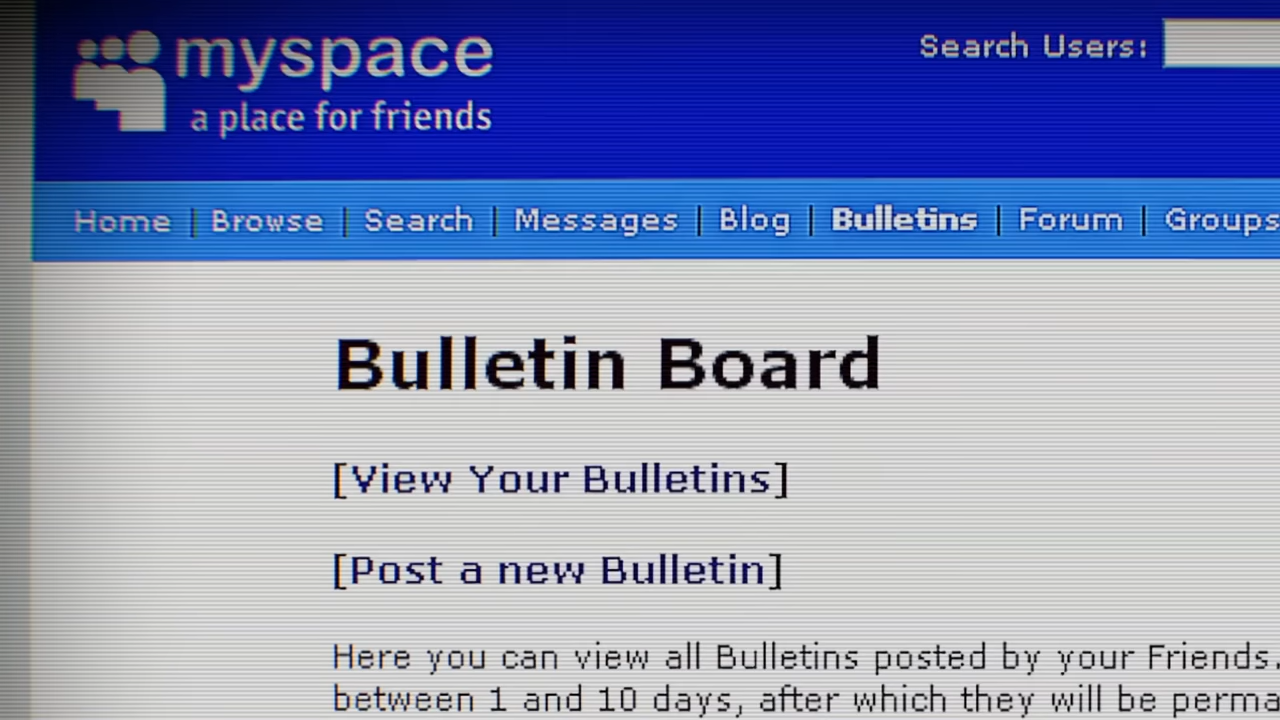 myspace
a place for friends
Search Users:
Home | Browse | Search | Messages | Blog | Bulletins | Forum | Groups
Bulletin Board
[View Your Bulletins]
[Post a new Bulletin]
Here you can view all Bulletins posted by your Friends.
between 1 and 10 days, after which they will be perma